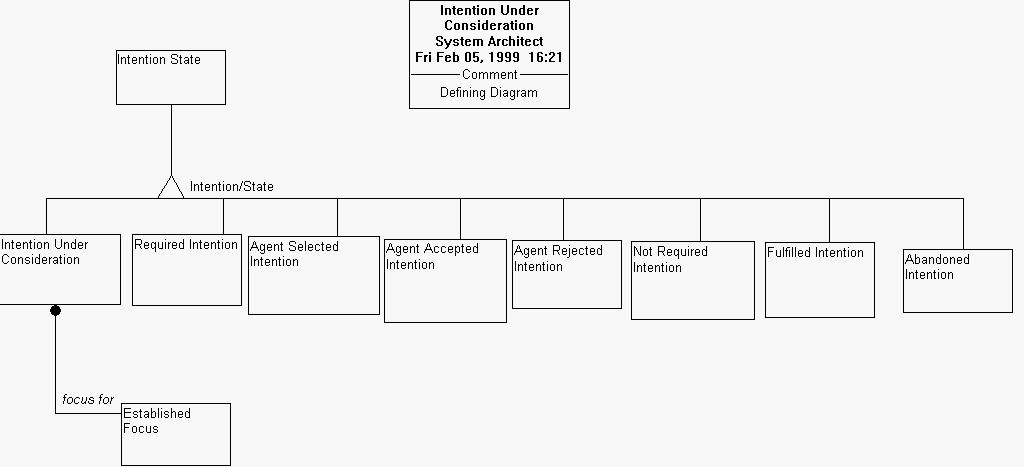 Intention Under
Consideration
System Architect
Fri Feb 05, 1999 16:21
Comment
Defining Diagram
Intention State
Intention/State
Intention Under
Consideration
Required Intention
Agent Selected
Intention
Agent Accepted
Intention
Agent Rejected
Intention
Not Required
Intention
Fulfilled Intention
Abandoned
Intention
focus for
Established
Focus